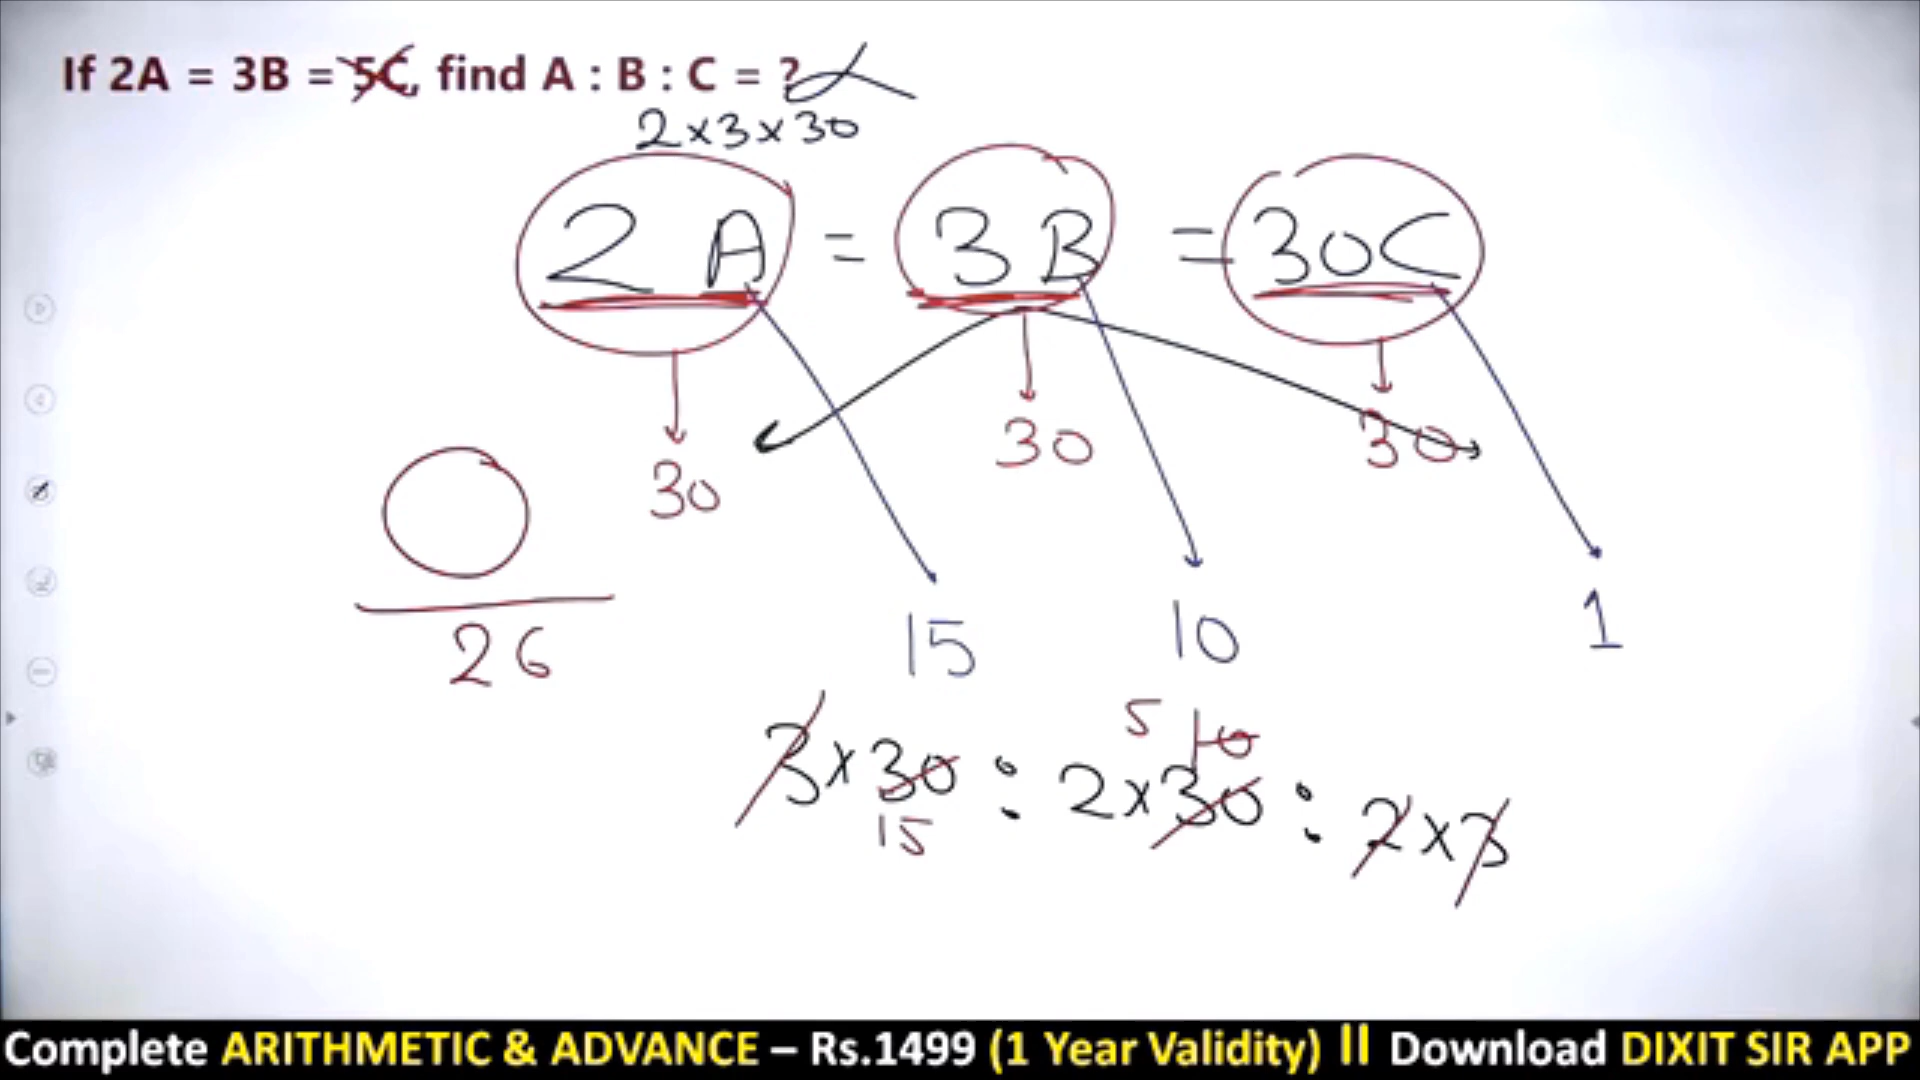 If 2A = 3B = 5C, find A : B : C = ?
2×3×30
2A = 3B = 30C
30 30 30
26
15 10 1
5 10
3×30 : 2×30 : 2×3
15
Complete ARITHMETIC & ADVANCE – Rs.1499 (1 Year Validity) II Download DIXIT SIR APP